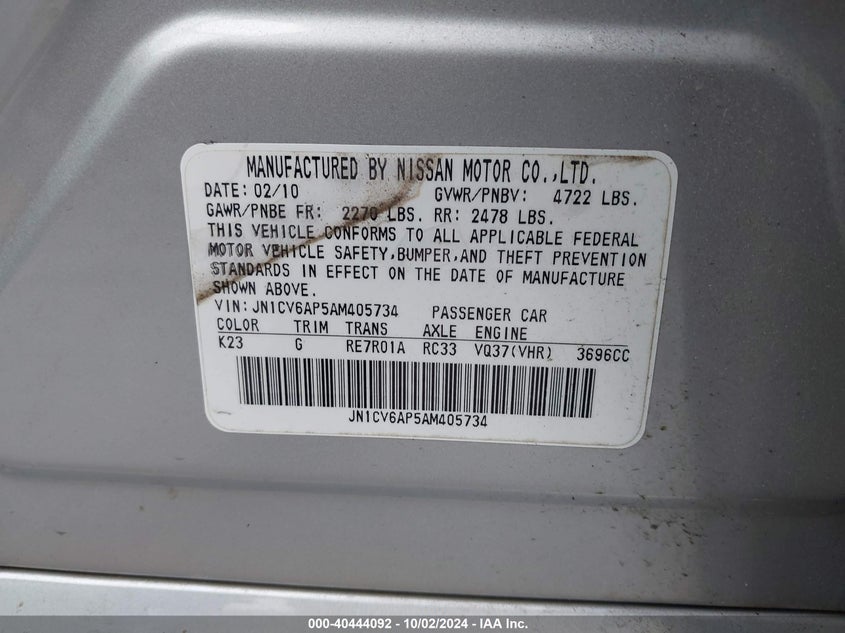 MANUFACTURED BY NISSAN MOTOR CO.,LTD.
DATE: 02/10 GVWR/PNBV: 4722 LBS.
GAWR/PNBE FR: 2270 LBS. RR: 2478 LBS.
THIS VEHICLE CONFORMS TO ALL APPLICABLE FEDERAL
MOTOR VEHICLE SAFETY,BUMPER,AND THEFT PREVENTION
STANDARDS IN EFFECT ON THE DATE OF MANUFACTURE
SHOWN ABOVE.
VIN: JN1CV6AP5AM405734 PASSENGER CAR
COLOR TRIM TRANS AXLE ENGINE
K23 G RE7R01A RC33 VQ37(VHR) 3696CC
JN1CV6AP5AM405734
000-40444092 - 10/02/2024 - IAA Inc.